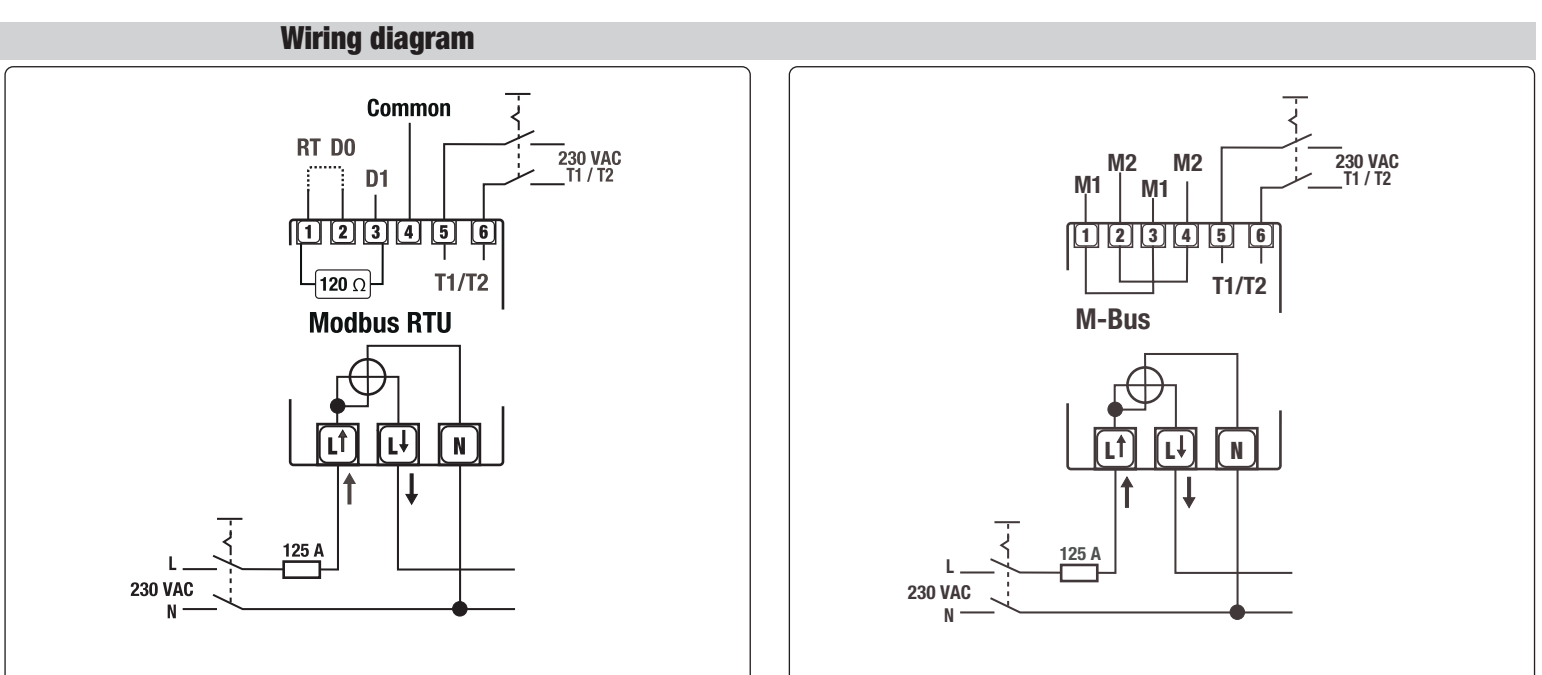 Wiring diagram
Common
RT D0
D1
230 VAC
T1 / T2
1 2 3 4 5 6
120 Ω
T1/T2
Modbus RTU
L↑ L↓ N
125 A
L
230 VAC
N
M2 M2
M1 M1
230 VAC
T1 / T2
1 2 3 4 5 6
T1/T2
M-Bus
L↑ L↓ N
125 A
L
230 VAC
N